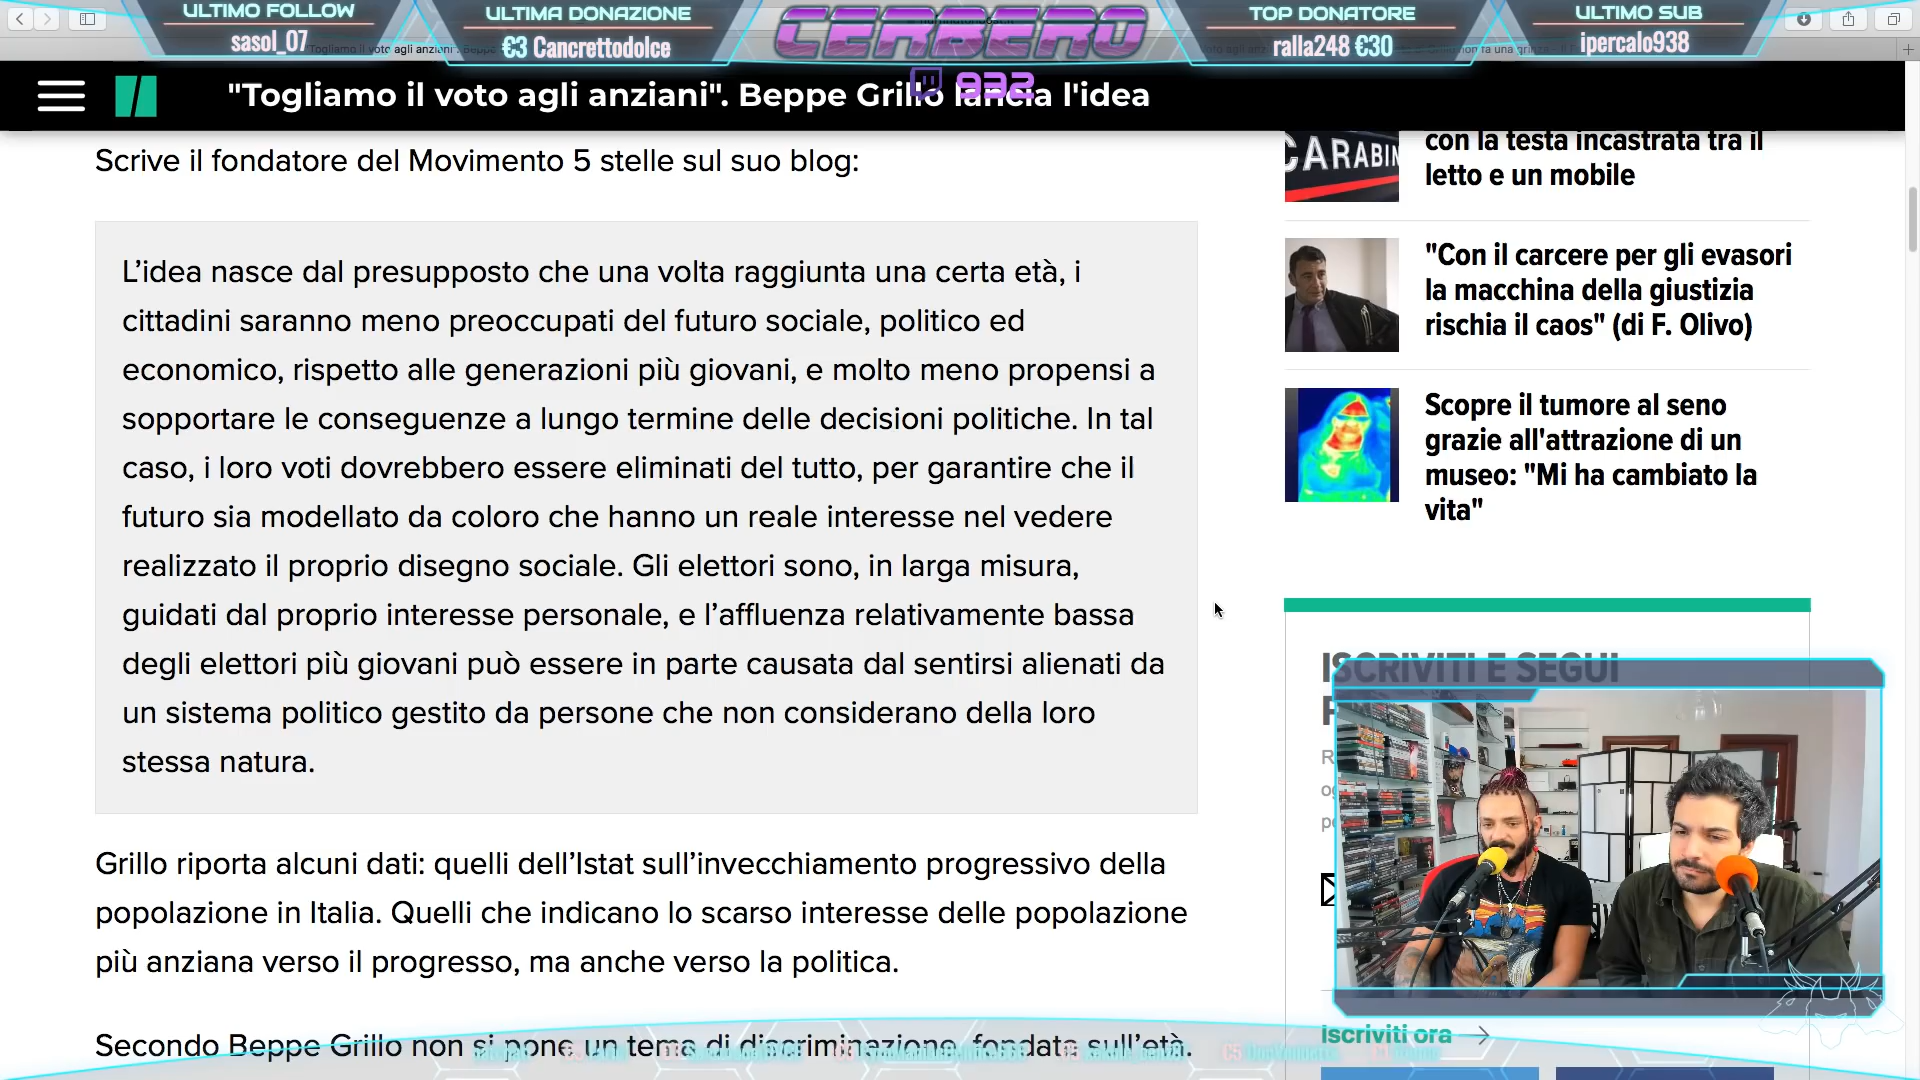 ULTIMO FOLLOW
sasol_07
ULTIMA DONAZIONE
€3 Cancrettodolce
CERBERO
932
TOP DONATORE
ralla248 €30
ULTIMO SUB
ipercalo938
"Togliamo il voto agli anziani". Beppe Grillo lancia l'idea
Scrive il fondatore del Movimento 5 stelle sul suo blog:
L’idea nasce dal presupposto che una volta raggiunta una certa età, i
cittadini saranno meno preoccupati del futuro sociale, politico ed
economico, rispetto alle generazioni più giovani, e molto meno propensi a
sopportare le conseguenze a lungo termine delle decisioni politiche. In tal
caso, i loro voti dovrebbero essere eliminati del tutto, per garantire che il
futuro sia modellato da coloro che hanno un reale interesse nel vedere
realizzato il proprio disegno sociale. Gli elettori sono, in larga misura,
guidati dal proprio interesse personale, e l’affluenza relativamente bassa
degli elettori più giovani può essere in parte causata dal sentirsi alienati da
un sistema politico gestito da persone che non considerano della loro
stessa natura.
Grillo riporta alcuni dati: quelli dell’Istat sull’invecchiamento progressivo della
popolazione in Italia. Quelli che indicano lo scarso interesse delle popolazione
più anziana verso il progresso, ma anche verso la politica.
Secondo Beppe Grillo non si pone un tema di discriminazione, fondata sull’età.
CARABIN
con la testa incastrata tra il
letto e un mobile
"Con il carcere per gli evasori
la macchina della giustizia
rischia il caos" (di F. Olivo)
Scopre il tumore al seno
grazie all'attrazione di un
museo: "Mi ha cambiato la
vita"
ISCRIVITI E SEGUI
Iscriviti ora